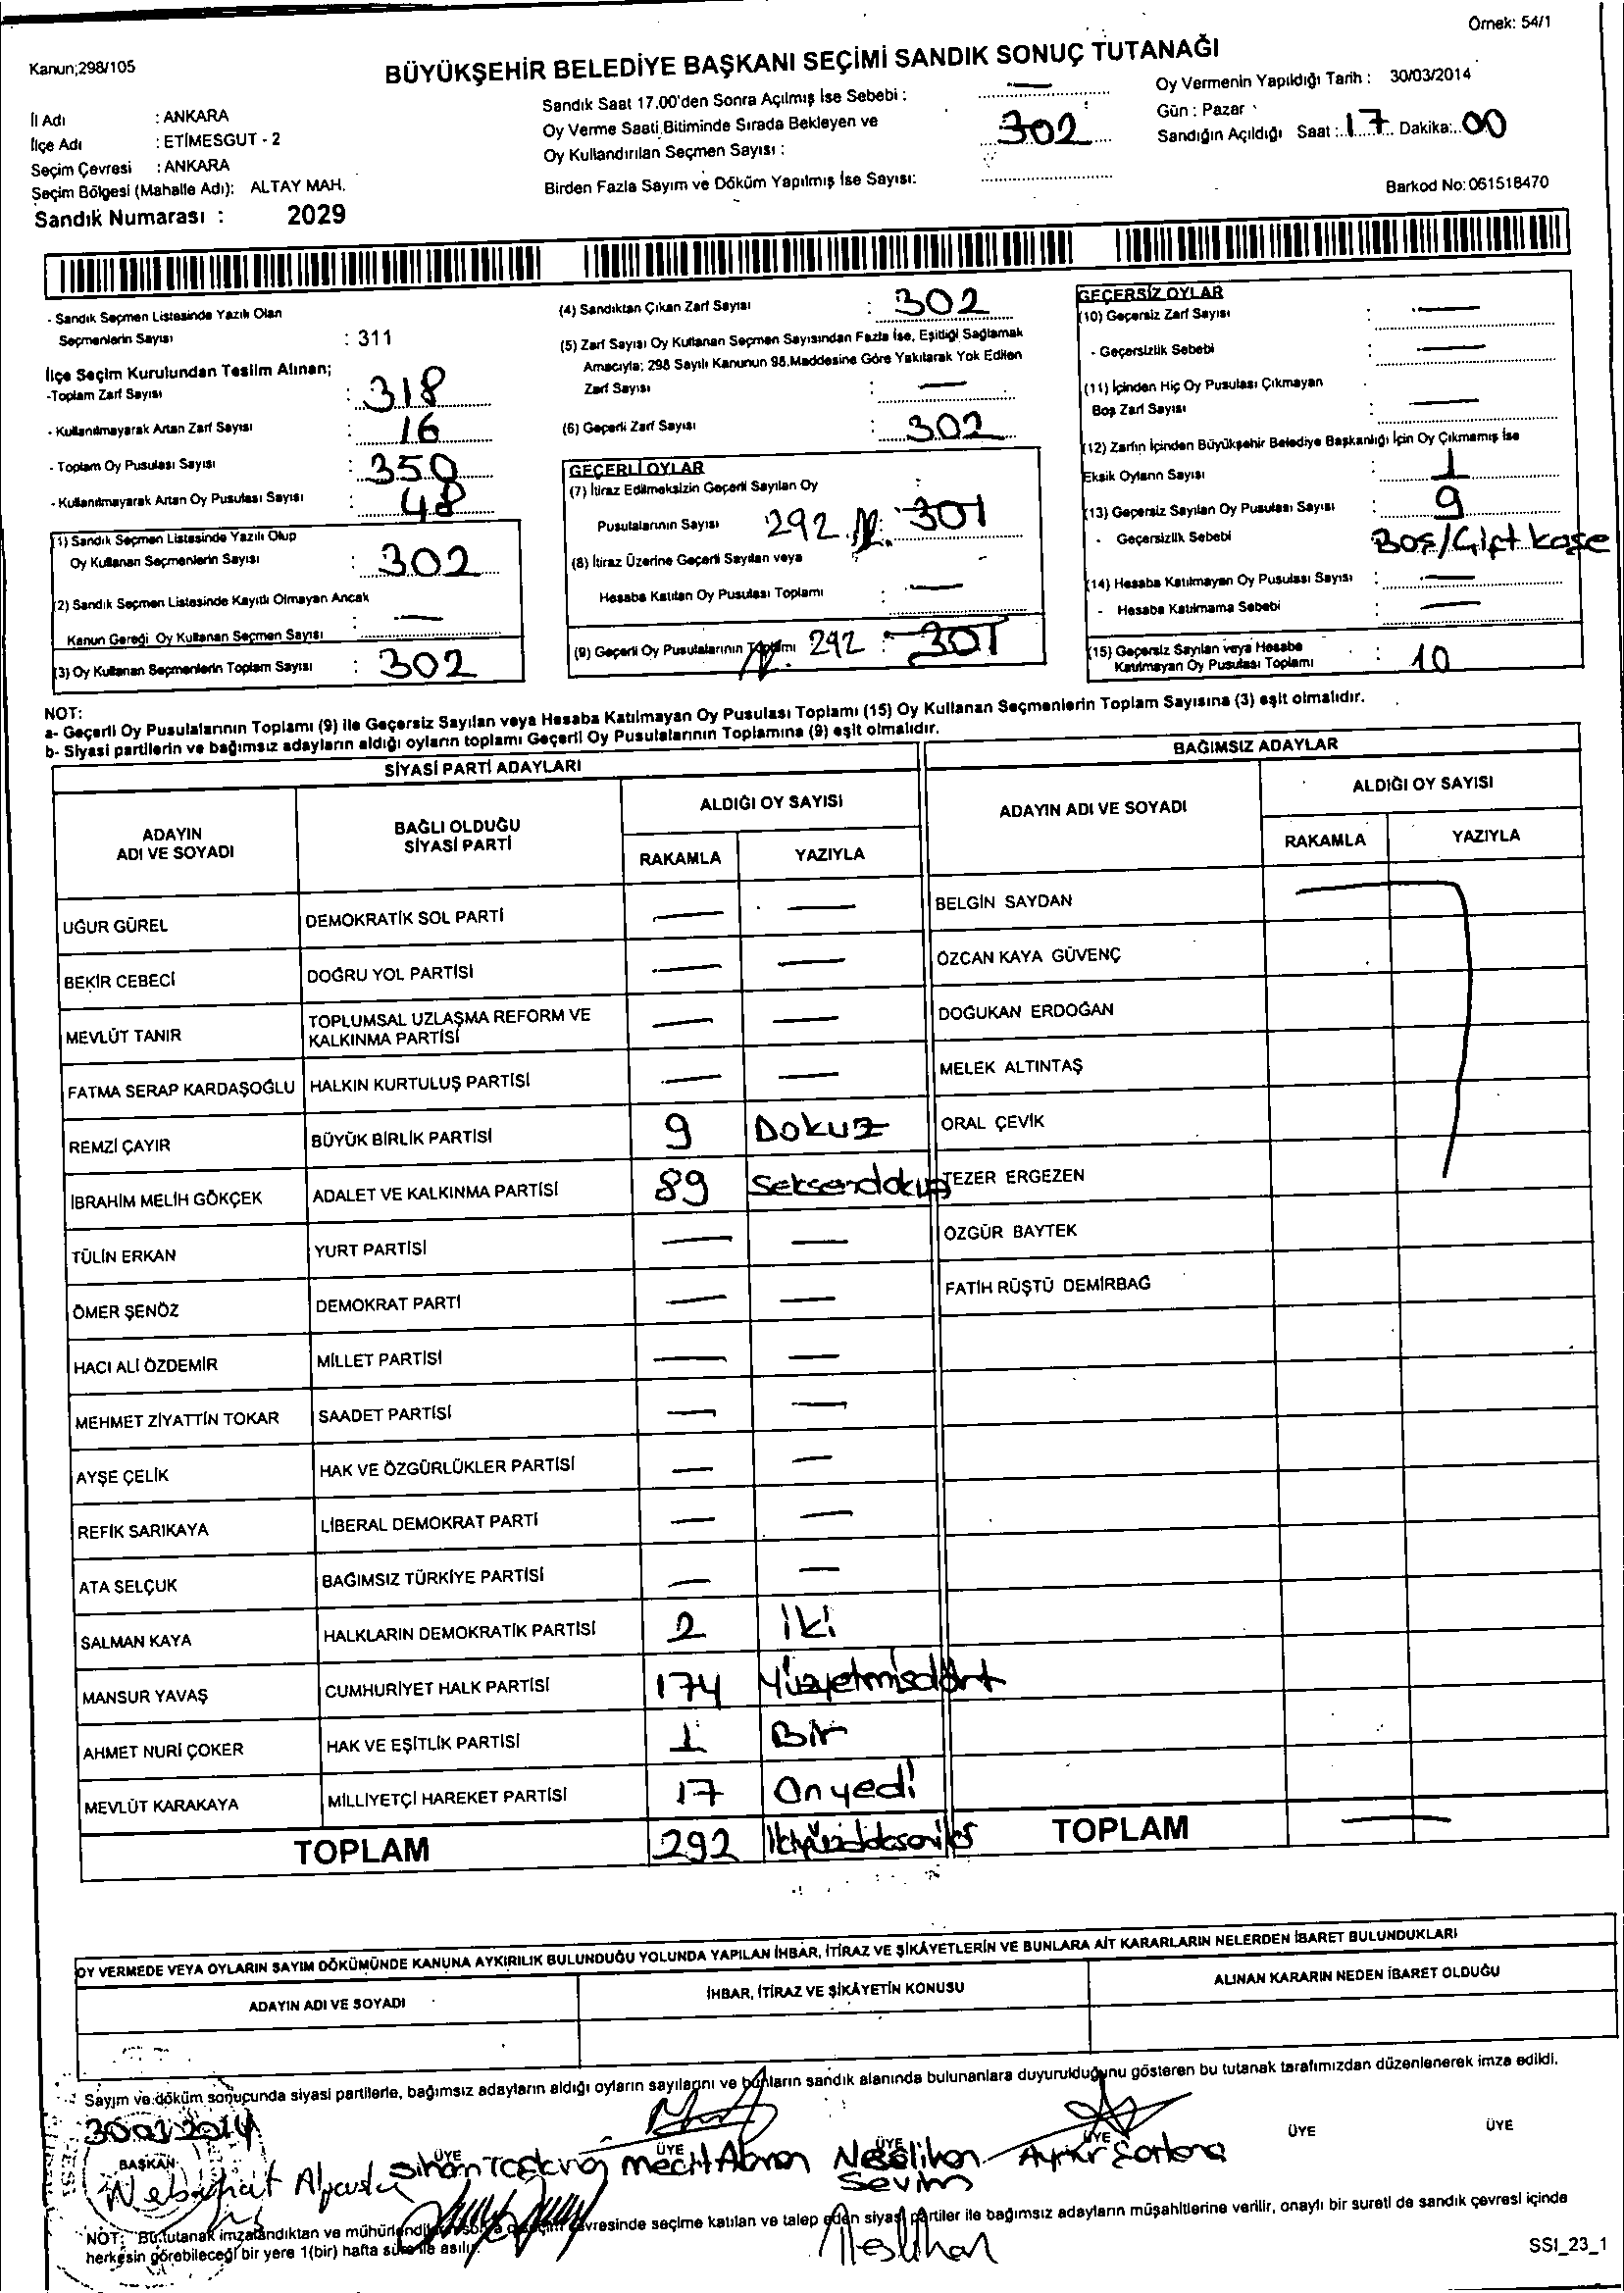 Örnek: 54/1
Kanun;298/105
BÜYÜKŞEHİR BELEDİYE BAŞKANI SEÇİMİ SANDIK SONUÇ TUTANAĞI
İl Adı : ANKARA
İlçe Adı : ETİMESGUT - 2
Seçim Çevresi : ANKARA
Seçim Bölgesi (Mahalle Adı): ALTAY MAH.
Sandık Numarası : 2029
Sandık Saat 17.00'den Sonra Açılmış İse Sebebi : —
Oy Verme Saati Bitiminde Sırada Bekleyen ve
Oy Kullandırılan Seçmen Sayısı : 302
Birden Fazla Sayım ve Döküm Yapılmış İse Sayısı:
Oy Vermenin Yapıldığı Tarih : 30/03/2014
Gün : Pazar
Sandığın Açıldığı Saat : 17 Dakika: 00
Barkod No: 061518470
- Sandık Seçmen Listesinde Yazılı Olan
Seçmenlerin Sayısı : 311
İlçe Seçim Kurulundan Teslim Alınan;
-Toplam Zarf Sayısı : 318
- Kullanılmayarak Artan Zarf Sayısı : 16
- Toplam Oy Pusulası Sayısı : 350
- Kullanılmayarak Artan Oy Pusulası Sayısı : 48
(1) Sandık Seçmen Listesinde Yazılı Olup
Oy Kullanan Seçmenlerin Sayısı : 302
(2) Sandık Seçmen Listesinde Kayıtlı Olmayan Ancak
Kanun Gereği Oy Kullanan Seçmen Sayısı : —
(3) Oy Kullanan Seçmenlerin Toplam Sayısı : 302
(4) Sandıktan Çıkan Zarf Sayısı : 302
(5) Zarf Sayısı Oy Kullanan Seçmen Sayısından Fazla İse, Eşitliği Sağlamak
Amacıyla; 298 Sayılı Kanunun 98.Maddesine Göre Yakılarak Yok Edilen
Zarf Sayısı : —
(6) Geçerli Zarf Sayısı : 302
GEÇERLİ OYLAR
(7) İtiraz Edilmeksizin Geçerli Sayılan Oy
Pusulalarının Sayısı 292 : 301
(8) İtiraz Üzerine Geçerli Sayılan veya
Hesaba Katılan Oy Pusulası Toplamı : —
(9) Geçerli Oy Pusulalarının Toplamı 292 : 301
GEÇERSİZ OYLAR
(10) Geçersiz Zarf Sayısı : —
- Geçersizlik Sebebi : —
(11) İçinden Hiç Oy Pusulası Çıkmayan
Boş Zarf Sayısı : —
(12) Zarfın İçinden Büyükşehir Belediye Başkanlığı İçin Oy Çıkmamış İse
Eksik Oyların Sayısı : 1
(13) Geçersiz Sayılan Oy Pusulası Sayısı : 9
- Geçersizlik Sebebi Boş/Çift kaşe
(14) Hesaba Katılmayan Oy Pusulası Sayısı : —
- Hesaba Katılmama Sebebi : —
(15) Geçersiz Sayılan veya Hesaba
Katılmayan Oy Pusulası Toplamı : 10
NOT:
a- Geçerli Oy Pusulalarının Toplamı (9) ile Geçersiz Sayılan veya Hesaba Katılmayan Oy Pusulası Toplamı (15) Oy Kullanan Seçmenlerin Toplam Sayısına (3) eşit olmalıdır.
b- Siyasi partilerin ve bağımsız adayların aldığı oyların toplamı Geçerli Oy Pusulalarının Toplamına (9) eşit olmalıdır.
SİYASİ PARTİ ADAYLARI
ADAYIN ADI VE SOYADI
BAĞLI OLDUĞU SİYASİ PARTİ
ALDIĞI OY SAYISI
RAKAMLA YAZIYLA
UĞUR GÜREL DEMOKRATİK SOL PARTİ — —
BEKİR CEBECİ DOĞRU YOL PARTİSİ — —
MEVLÜT TANIR TOPLUMSAL UZLAŞMA REFORM VE KALKINMA PARTİSİ — —
FATMA SERAP KARDAŞOĞLU HALKIN KURTULUŞ PARTİSİ — —
REMZİ ÇAYIR BÜYÜK BİRLİK PARTİSİ 9 Dokuz
İBRAHİM MELİH GÖKÇEK ADALET VE KALKINMA PARTİSİ 89 Seksendokuz
TÜLİN ERKAN YURT PARTİSİ — —
ÖMER ŞENÖZ DEMOKRAT PARTİ — —
HACI ALİ ÖZDEMİR MİLLET PARTİSİ — —
MEHMET ZİYATTİN TOKAR SAADET PARTİSİ — —
AYŞE ÇELİK HAK VE ÖZGÜRLÜKLER PARTİSİ — —
REFİK SARIKAYA LİBERAL DEMOKRAT PARTİ — —
ATA SELÇUK BAĞIMSIZ TÜRKİYE PARTİSİ — —
SALMAN KAYA HALKLARIN DEMOKRATİK PARTİSİ 2 iki
MANSUR YAVAŞ CUMHURİYET HALK PARTİSİ 174 Yüzyetmişdört
AHMET NURİ ÇOKER HAK VE EŞİTLİK PARTİSİ 1 Bir
MEVLÜT KARAKAYA MİLLİYETÇİ HAREKET PARTİSİ 17 Onyedi
TOPLAM 292
BAĞIMSIZ ADAYLAR
ADAYIN ADI VE SOYADI
ALDIĞI OY SAYISI
RAKAMLA YAZIYLA
BELGİN SAYDAN
ÖZCAN KAYA GÜVENÇ
DOĞUKAN ERDOĞAN
MELEK ALTINTAŞ
ORAL ÇEVİK
TEZER ERGEZEN
ÖZGÜR BAYTEK
FATİH RÜŞTÜ DEMİRBAĞ
TOPLAM —
OY VERMEDE VEYA OYLARIN SAYIM DÖKÜMÜNDE KANUNA AYKIRILIK BULUNDUĞU YOLUNDA YAPILAN İHBAR, İTİRAZ VE ŞİKÂYETLERİN VE BUNLARA AİT KARARLARIN NELERDEN İBARET BULUNDUKLARI
ADAYIN ADI VE SOYADI İHBAR, İTİRAZ VE ŞİKÂYETİN KONUSU ALINAN KARARIN NEDEN İBARET OLDUĞU
Sayım ve döküm sonucunda siyasi partilerle, bağımsız adayların aldığı oyların sayılarını ve bunların sandık alanında bulunanlara duyurulduğunu gösteren bu tutanak tarafımızdan düzenlenerek imza edildi.
30.03.2014
BAŞKAN ÜYE ÜYE ÜYE ÜYE ÜYE ÜYE
Neslihan
Sevim
Neslihan
NOT: Bu tutanak imzalandıktan ve mühürlendikten sonra o seçim çevresinde seçime katılan ve talep eden siyasi partiler ile bağımsız adayların müşahitlerine verilir, onaylı bir sureti de sandık çevresi içinde
herkesin görebileceği bir yere 1(bir) hafta süre ile asılır.
SSI_23_1